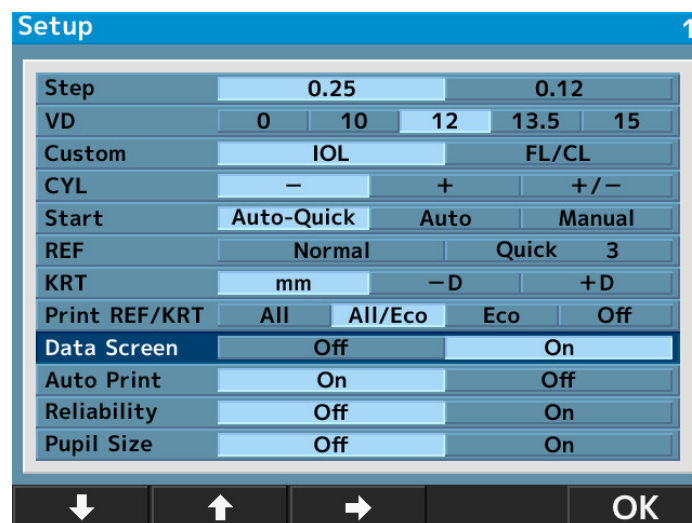 Setup 1
Step 0.25 0.12
VD 0 10 12 13.5 15
Custom IOL FL/CL
CYL − + +/−
Start Auto-Quick Auto Manual
REF Normal Quick 3
KRT mm −D +D
Print REF/KRT All All/Eco Eco Off
Data Screen Off On
Auto Print On Off
Reliability Off On
Pupil Size Off On
OK